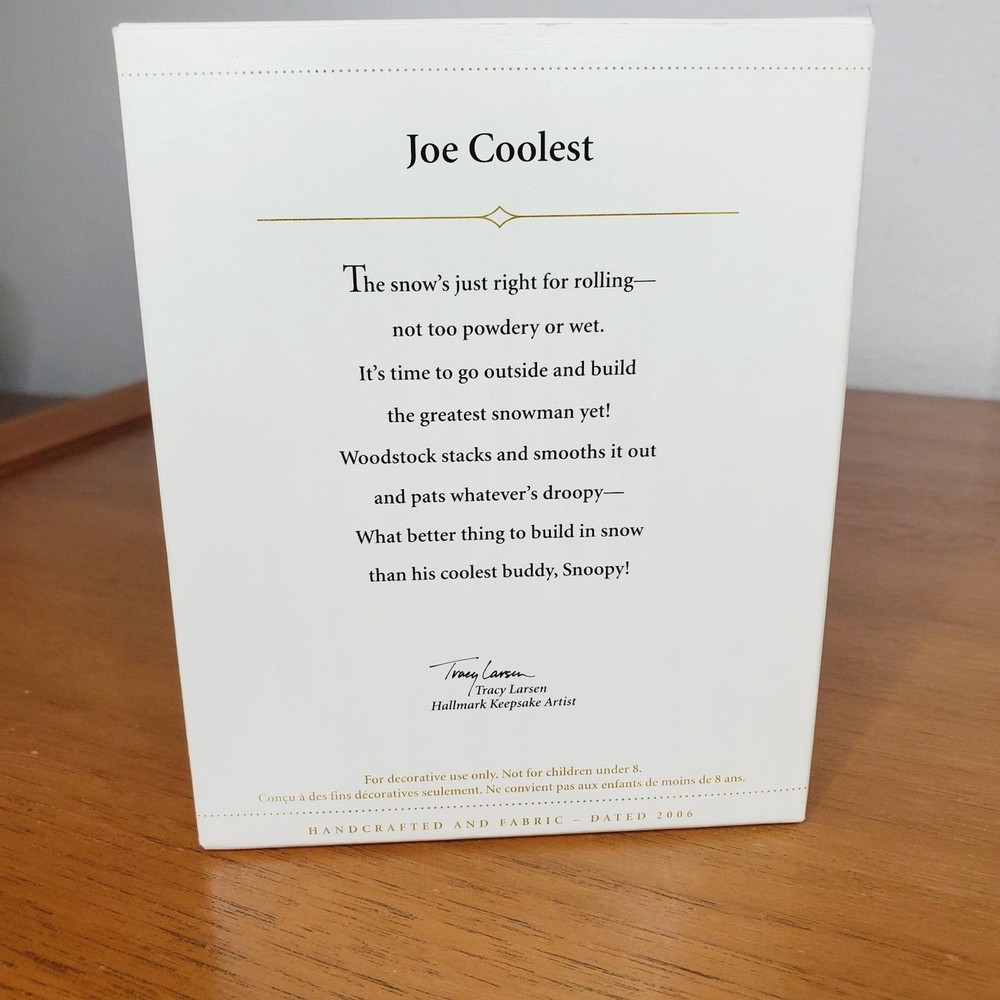 Joe Coolest
The snow's just right for rolling—
not too powdery or wet.
It's time to go outside and build
the greatest snowman yet!
Woodstock stacks and smooths it out
and pats whatever's droopy—
What better thing to build in snow
than his coolest buddy, Snoopy!
Tracy Larsen
Tracy Larsen
Hallmark Keepsake Artist
For decorative use only. Not for children under 8.
Conçu à des fins décoratives seulement. Ne convient pas aux enfants de moins de 8 ans.
HANDCRAFTED AND FABRIC – DATED 2006